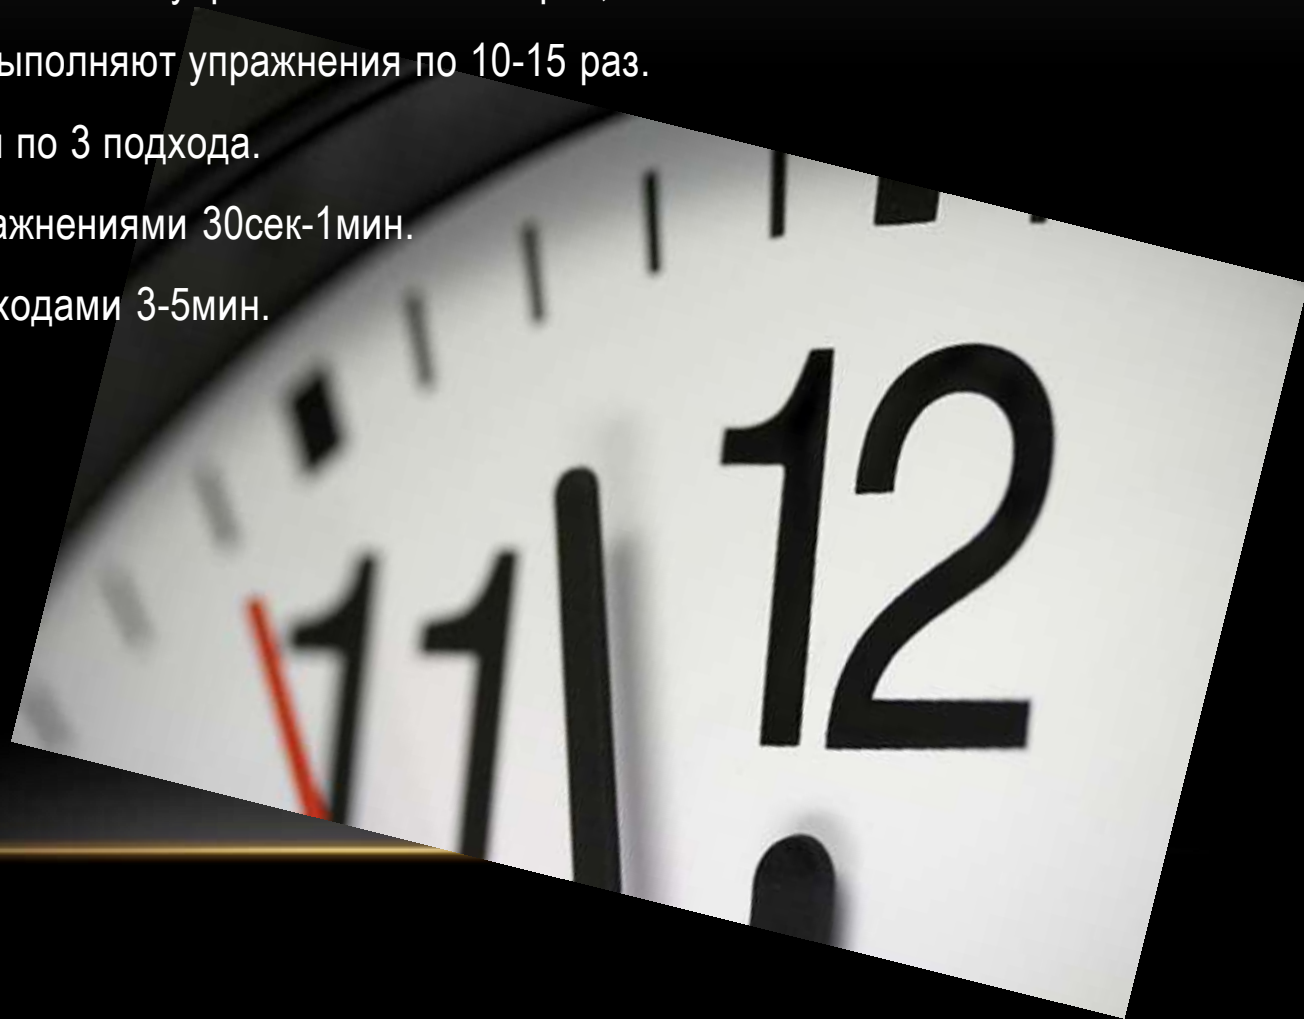 ыполняют упражнения по 10-15 раз.
по 3 подхода.
ажнениями 30сек-1мин.
ходами 3-5мин.
12
11